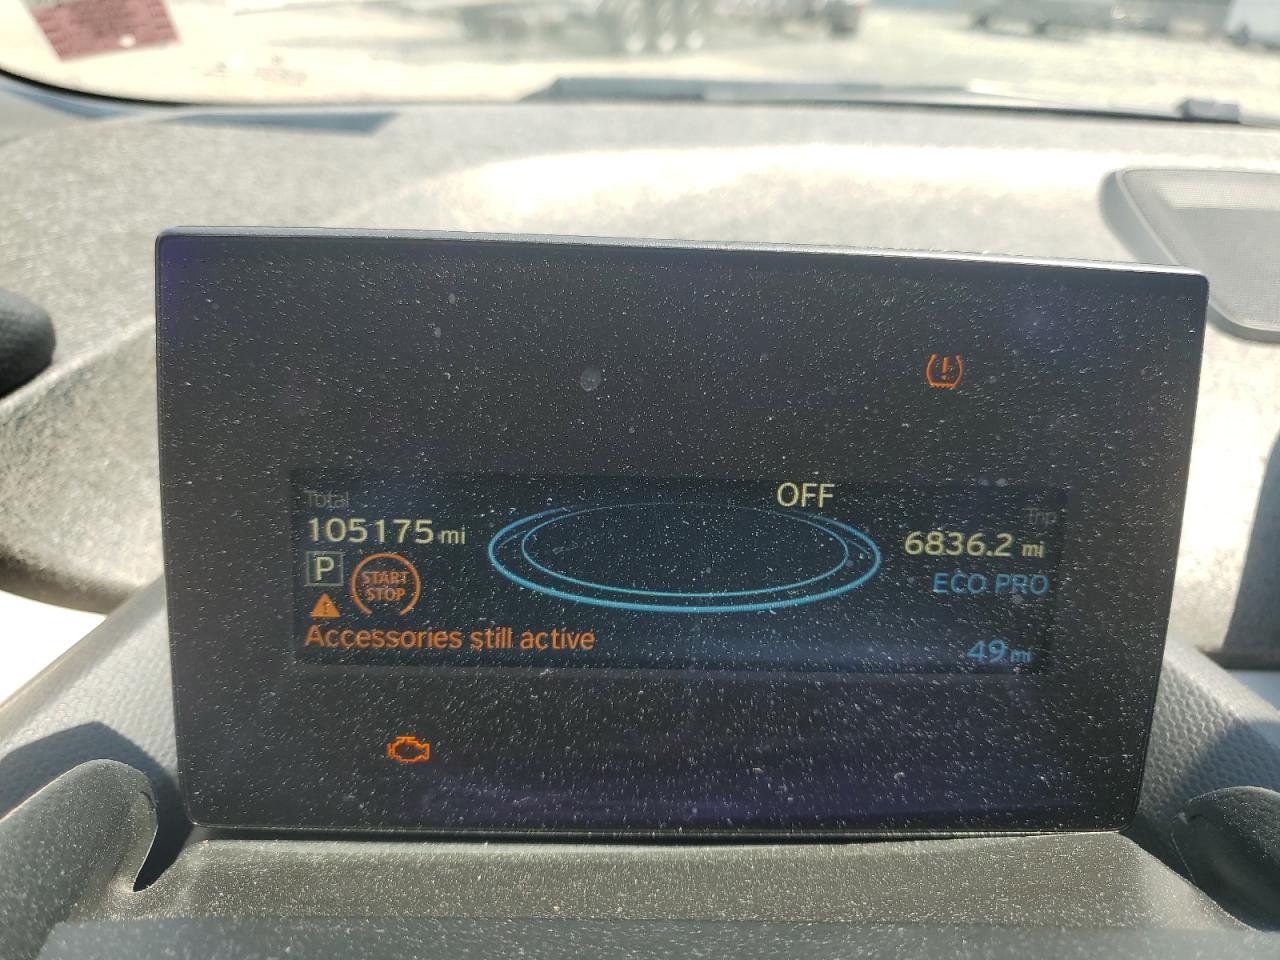 OFF
Total
105175 mi
Trip
6836.2 mi
P
START
STOP
ECO PRO
Accessories still active
49 mi